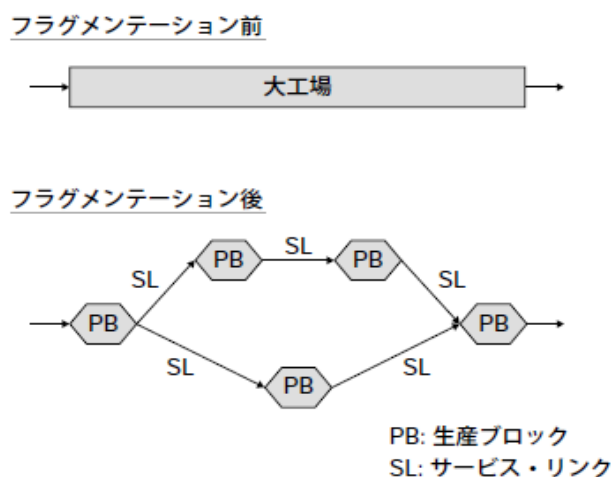 フラグメンテーション前
大工場
フラグメンテーション後
PB
SL
PB
SL
PB
SL
PB
SL
PB
SL
PB: 生産ブロック
SL: サービス・リンク